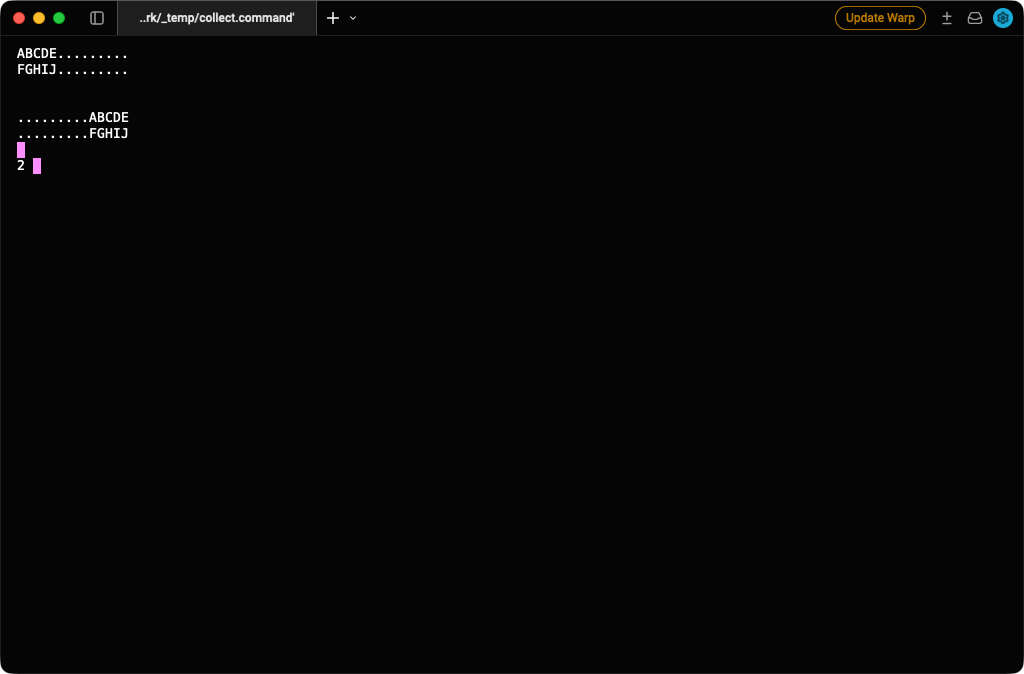 ..rk/_temp/collect.command'
Update Warp
ABCDE.........
FGHIJ.........
.........ABCDE
.........FGHIJ
2